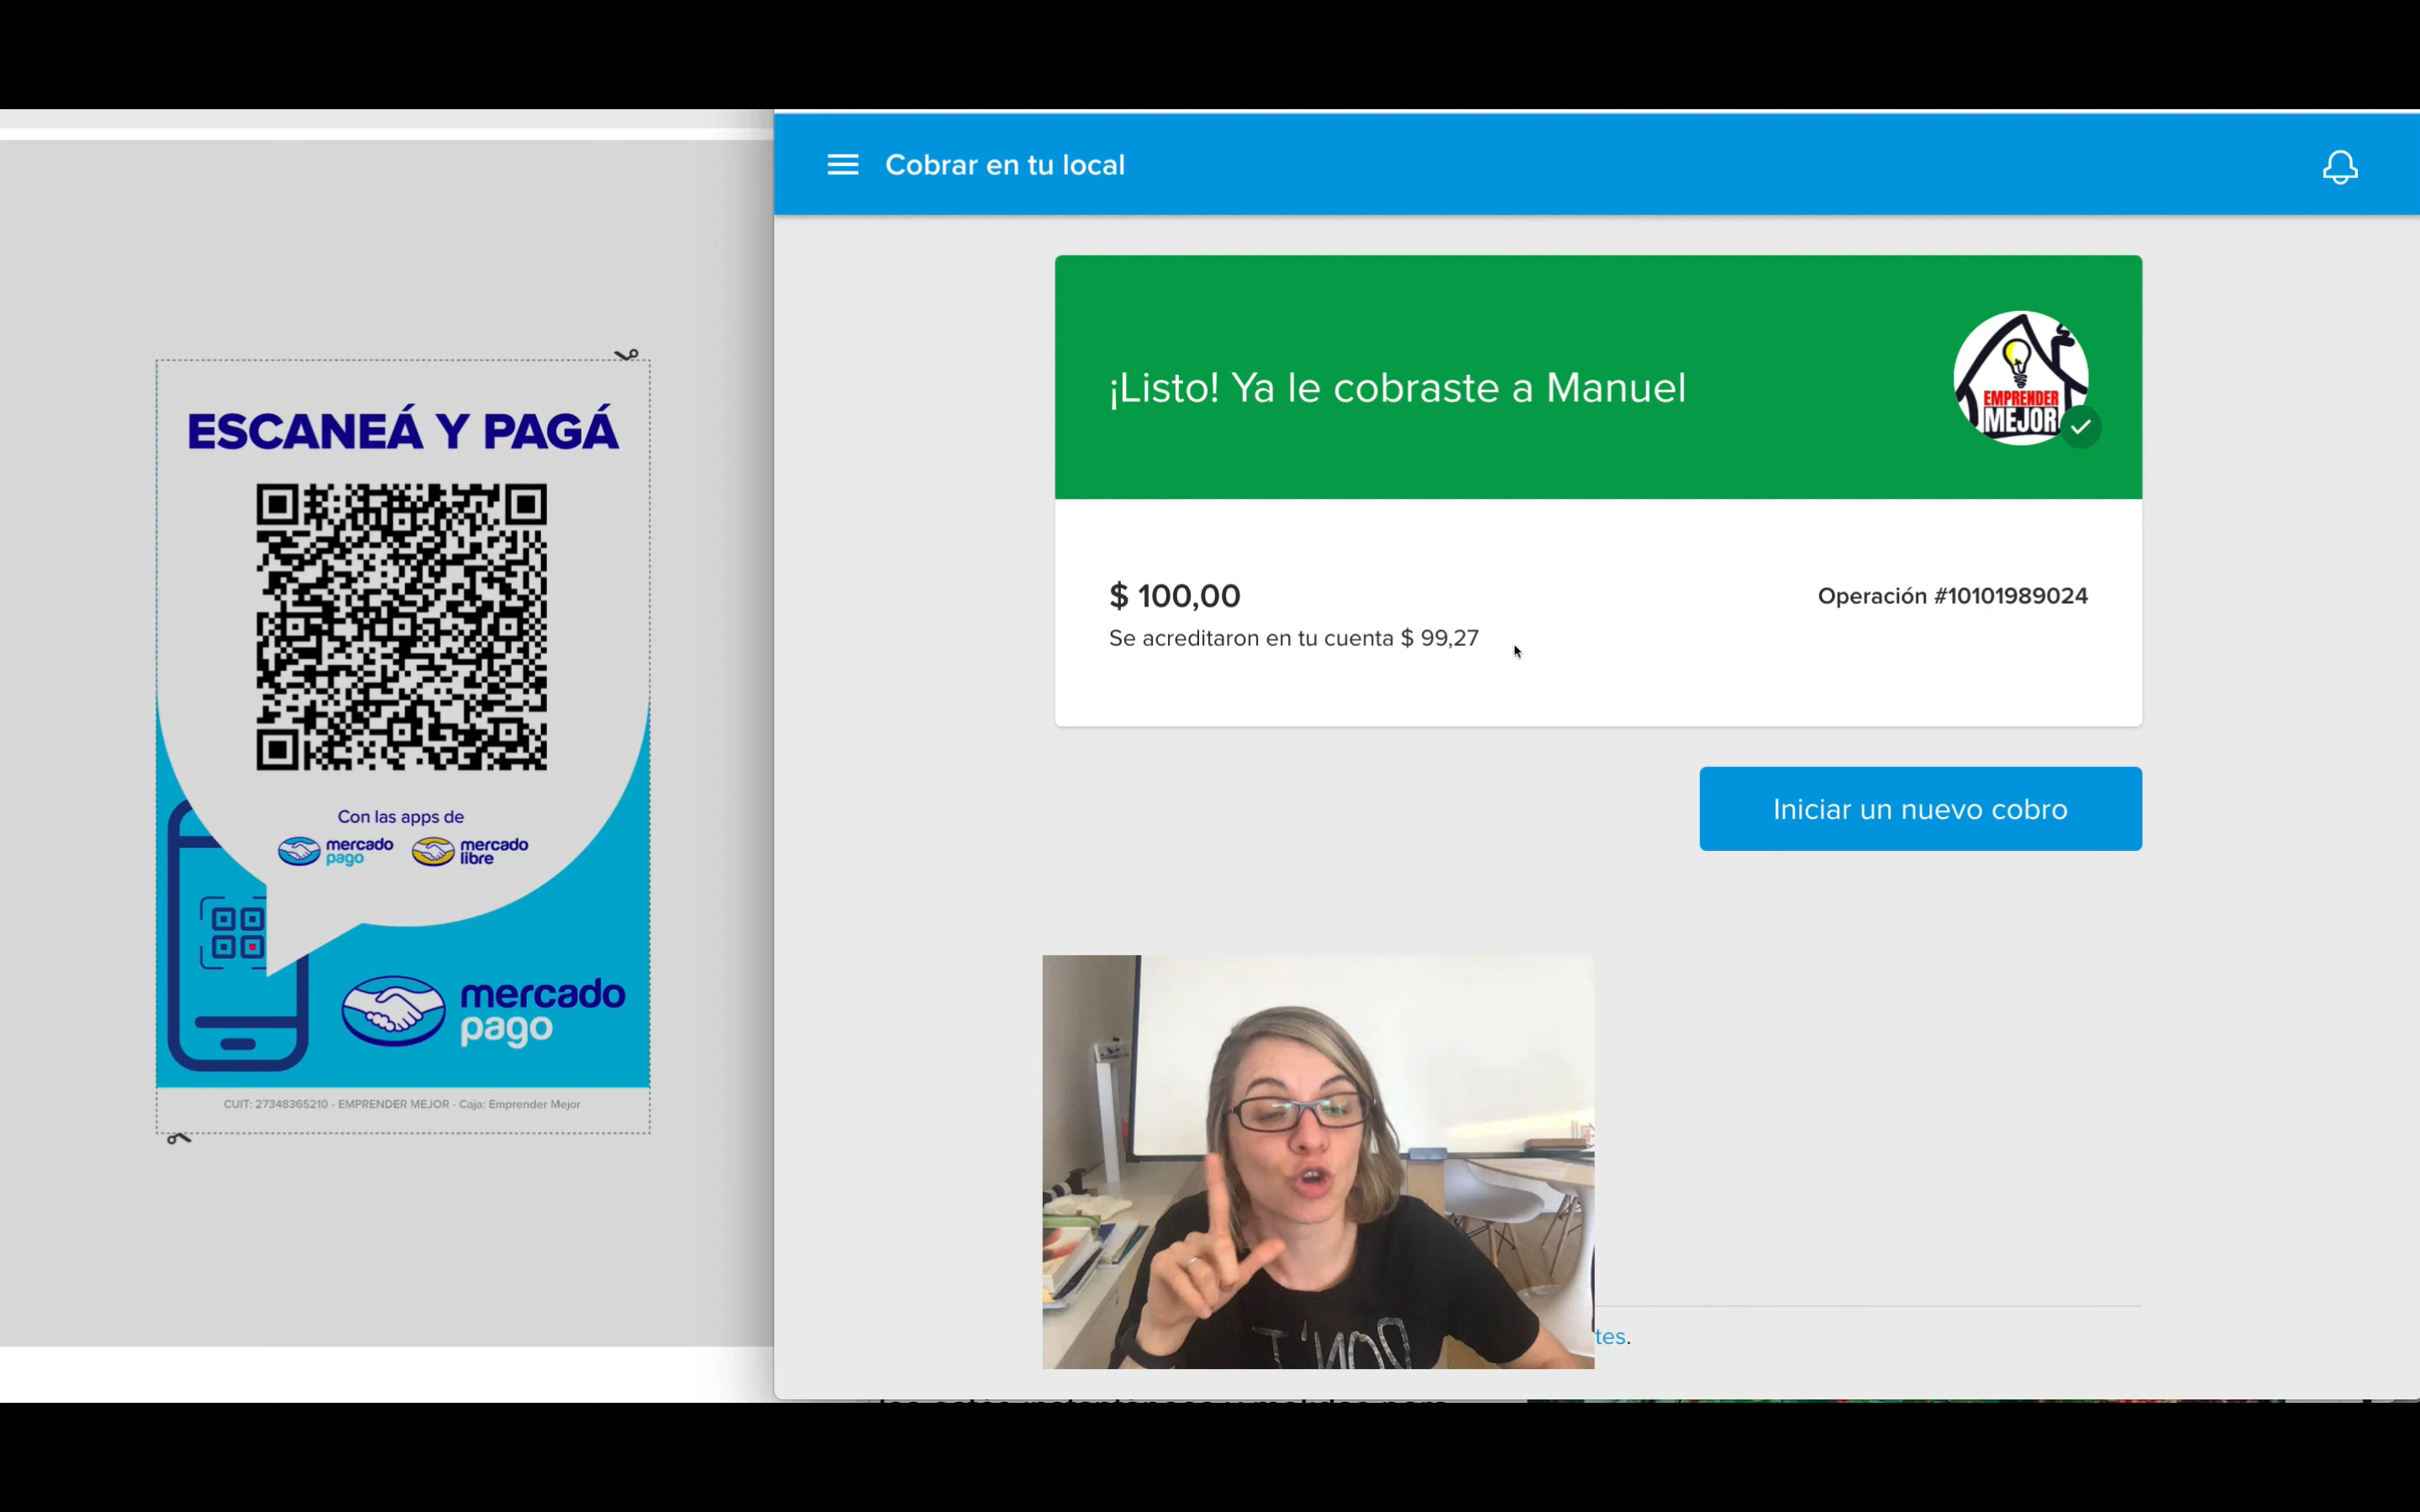 ESCANEÁ Y PAGÁ
Con las apps de
mercado
pago
mercado
libre
mercado
pago
CUIT: 27348365210 - EMPRENDER MEJOR - Caja: Emprender Mejor
Cobrar en tu local
¡Listo! Ya le cobraste a Manuel
EMPRENDER
MEJOR
$ 100,00
Operación #10101989024
Se acreditaron en tu cuenta $ 99,27
Iniciar un nuevo cobro
tes.